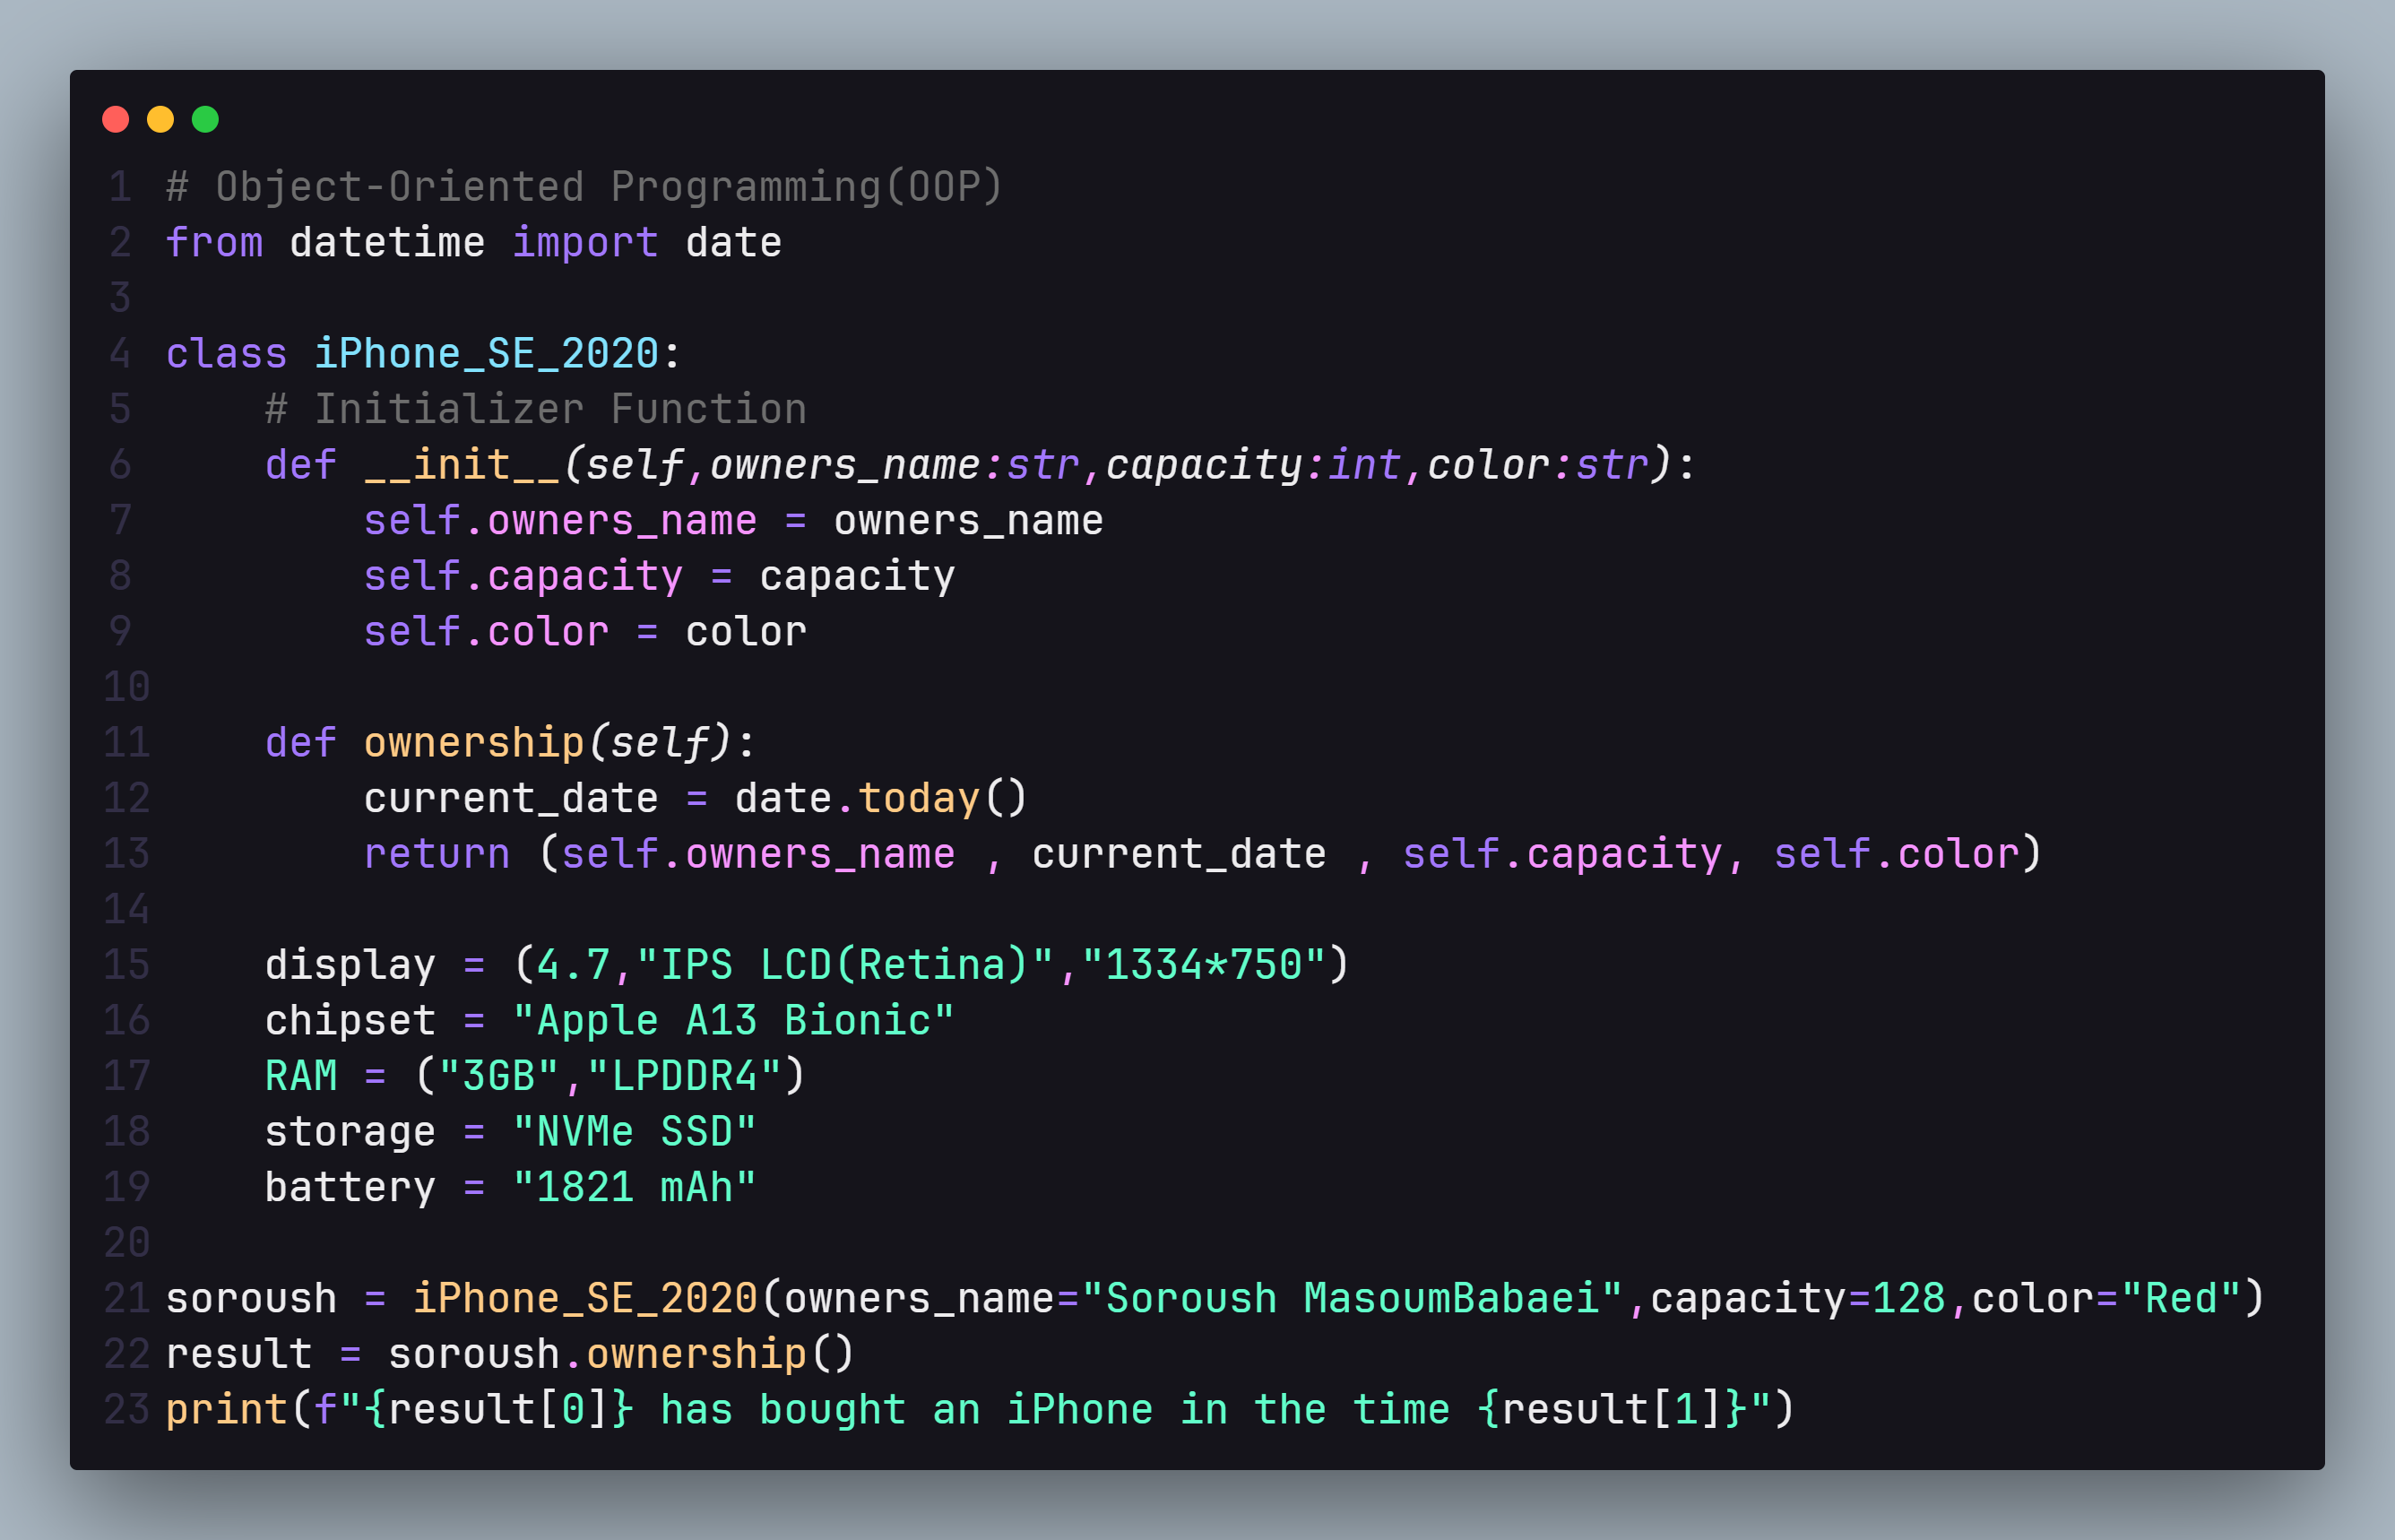 1 # Object-Oriented Programming(OOP)
2 from datetime import date
3
4 class iPhone_SE_2020:
5     # Initializer Function
6     def __init__(self,owners_name:str,capacity:int,color:str):
7         self.owners_name = owners_name
8         self.capacity = capacity
9         self.color = color
10
11     def ownership(self):
12         current_date = date.today()
13         return (self.owners_name , current_date , self.capacity, self.color)
14
15     display = (4.7,"IPS LCD(Retina)","1334*750")
16     chipset = "Apple A13 Bionic"
17     RAM = ("3GB","LPDDR4")
18     storage = "NVMe SSD"
19     battery = "1821 mAh"
20
21 soroush = iPhone_SE_2020(owners_name="Soroush MasoumBabaei",capacity=128,color="Red")
22 result = soroush.ownership()
23 print(f"{result[0]} has bought an iPhone in the time {result[1]}")